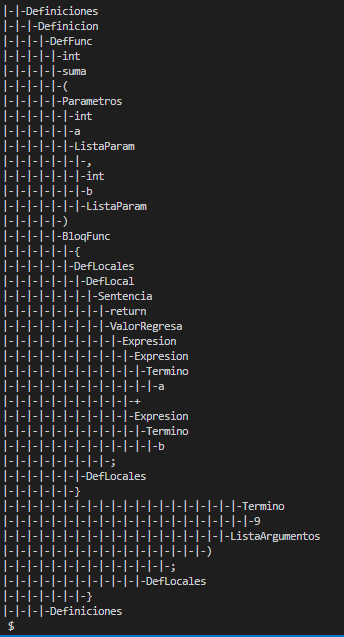 |-|-Definiciones
|-|-|-Definicion
|-|-|-|-DefFunc
|-|-|-|-|-int
|-|-|-|-|-suma
|-|-|-|-|-(
|-|-|-|-|-Parametros
|-|-|-|-|-|-int
|-|-|-|-|-|-a
|-|-|-|-|-|-ListaParam
|-|-|-|-|-|-|-,
|-|-|-|-|-|-|-int
|-|-|-|-|-|-|-b
|-|-|-|-|-|-|-ListaParam
|-|-|-|-|-)
|-|-|-|-|-BloqFunc
|-|-|-|-|-|-{
|-|-|-|-|-|-DefLocales
|-|-|-|-|-|-|-DefLocal
|-|-|-|-|-|-|-|-Sentencia
|-|-|-|-|-|-|-|-|-return
|-|-|-|-|-|-|-|-|-ValorRegresa
|-|-|-|-|-|-|-|-|-|-Expresion
|-|-|-|-|-|-|-|-|-|-|-Expresion
|-|-|-|-|-|-|-|-|-|-|-|-Termino
|-|-|-|-|-|-|-|-|-|-|-|-|-a
|-|-|-|-|-|-|-|-|-|-|-+
|-|-|-|-|-|-|-|-|-|-|-Expresion
|-|-|-|-|-|-|-|-|-|-|-|-Termino
|-|-|-|-|-|-|-|-|-|-|-|-|-b
|-|-|-|-|-|-|-|-|-;
|-|-|-|-|-|-|-DefLocales
|-|-|-|-|-|-}
|-|-|-|-|-|-|-|-|-|-|-|-|-|-|-|-|-|-|-|-Termino
|-|-|-|-|-|-|-|-|-|-|-|-|-|-|-|-|-|-|-|-|-9
|-|-|-|-|-|-|-|-|-|-|-|-|-|-|-|-|-|-|-ListaArgumentos
|-|-|-|-|-|-|-|-|-|-|-|-|-|-|-|-|-)
|-|-|-|-|-|-|-|-|-|-|-|-|-|-;
|-|-|-|-|-|-|-|-|-|-|-|-DefLocales
|-|-|-|-|-|-|-}
|-|-|-|-Definiciones
$